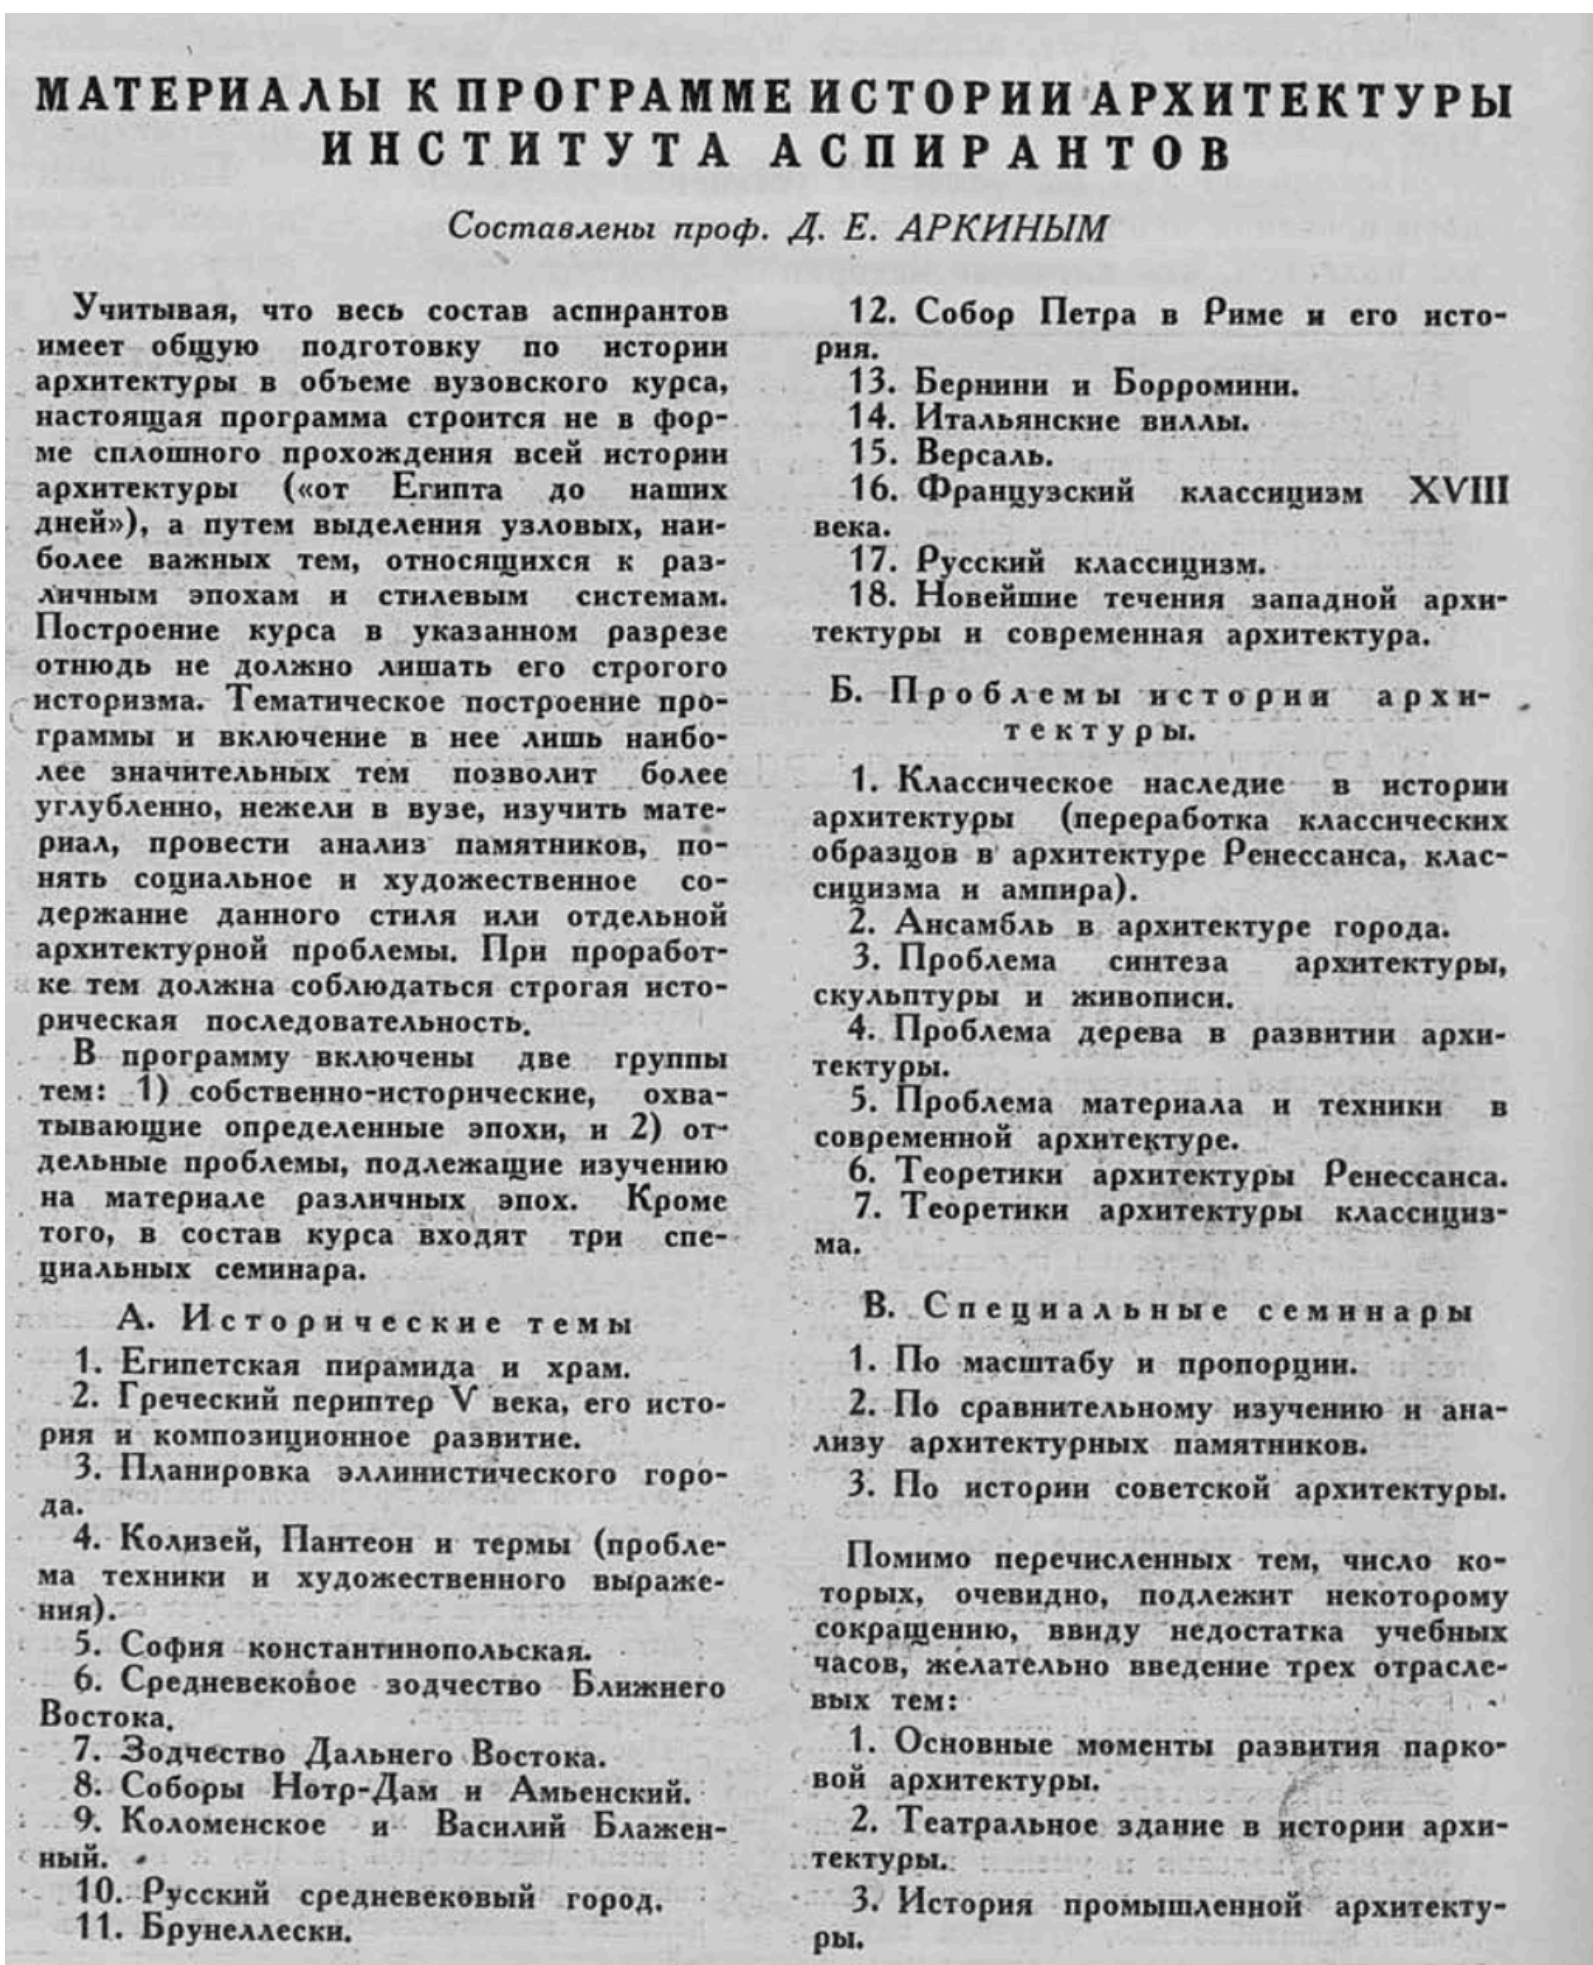 МАТЕРИАЛЫ К ПРОГРАММЕ ИСТОРИИ АРХИТЕКТУРЫ
ИНСТИТУТА АСПИРАНТОВ
Составлены проф. Д. Е. АРКИНЫМ
Учитывая, что весь состав аспирантов
имеет общую подготовку по истории
архитектуры в объеме вузовского курса,
настоящая программа строится не в фор-
ме сплошного прохождения всей истории
архитектуры («от Египта до наших
дней»), а путем выделения узловых, наи-
более важных тем, относящихся к раз-
личным эпохам и стилевым системам.
Построение курса в указанном разрезе
отнюдь не должно лишать его строгого
историзма. Тематическое построение про-
граммы и включение в нее лишь наибо-
лее значительных тем позволит более
углубленно, нежели в вузе, изучить мате-
риал, провести анализ памятников, по-
нять социальное и художественное со-
держание данного стиля или отдельной
архитектурной проблемы. При проработ-
ке тем должна соблюдаться строгая исто-
рическая последовательность.
В программу включены две группы
тем: 1) собственно-исторические, охва-
тывающие определенные эпохи, и 2) от-
дельные проблемы, подлежащие изучению
на материале различных эпох. Кроме
того, в состав курса входят три спе-
циальных семинара.
А. Исторические темы
1. Египетская пирамида и храм.
2. Греческий периптер V века, его исто-
рия и композиционное развитие.
3. Планировка эллинистического горо-
да.
4. Колизей, Пантеон и термы (пробле-
ма техники и художественного выраже-
ния).
5. София константинопольская.
6. Средневековое зодчество Ближнего
Востока.
7. Зодчество Дальнего Востока.
8. Соборы Нотр-Дам и Амьенский.
9. Коломенское и Василий Блажен-
ный.
10. Русский средневековый город.
11. Брунеллески.
12. Собор Петра в Риме и его исто-
рия.
13. Бернини и Борромини.
14. Итальянские виллы.
15. Версаль.
16. Французский классицизм XVIII
века.
17. Русский классицизм.
18. Новейшие течения западной архи-
тектуры и современная архитектура.
Б. Проблемы истории архи-
тектуры.
1. Классическое наследие в истории
архитектуры (переработка классических
образцов в архитектуре Ренессанса, клас-
сицизма и ампира).
2. Ансамбль в архитектуре города.
3. Проблема синтеза архитектуры,
скульптуры и живописи.
4. Проблема дерева в развитии архи-
тектуры.
5. Проблема материала и техники в
современной архитектуре.
6. Теоретики архитектуры Ренессанса.
7. Теоретики архитектуры классициз-
ма.
В. Специальные семинары
1. По масштабу и пропорции.
2. По сравнительному изучению и ана-
лизу архитектурных памятников.
3. По истории советской архитектуры.
Помимо перечисленных тем, число ко-
торых, очевидно, подлежит некоторому
сокращению, ввиду недостатка учебных
часов, желательно введение трех отрасле-
вых тем:
1. Основные моменты развития парко-
вой архитектуры.
2. Театральное здание в истории архи-
тектуры.
3. История промышленной архитекту-
ры.